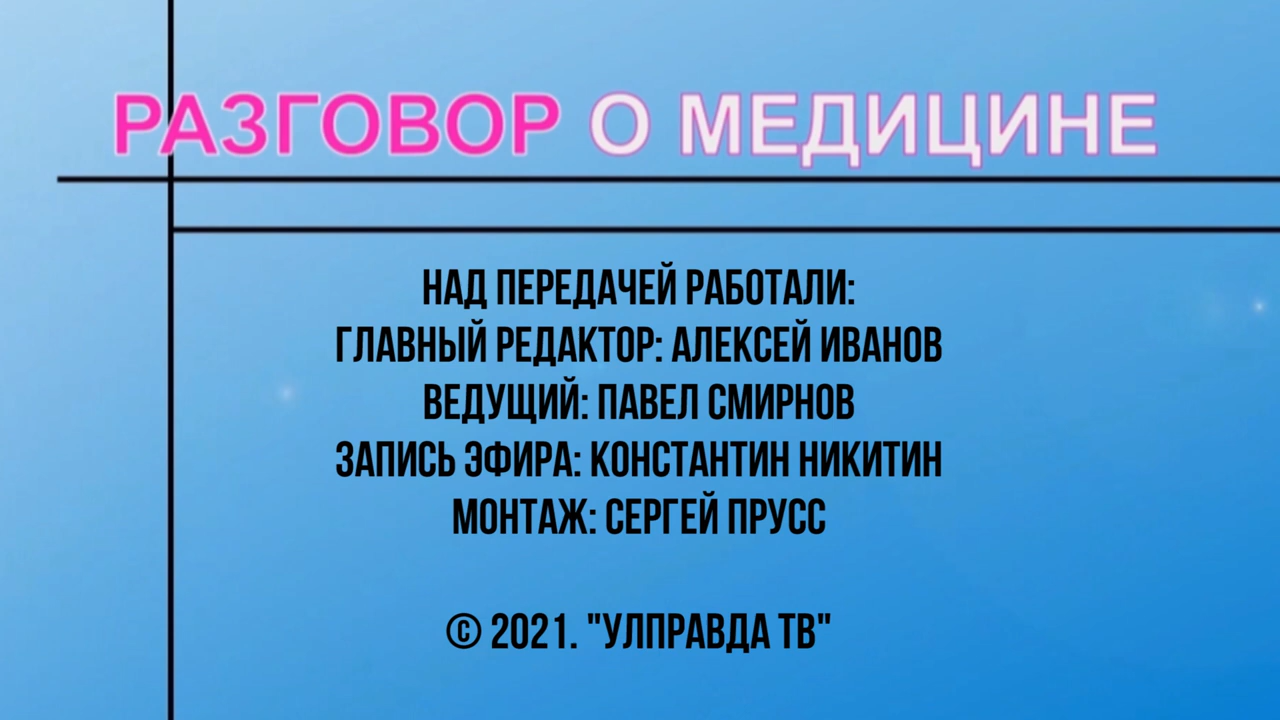 РАЗГОВОР О МЕДИЦИНЕ
НАД ПЕРЕДАЧЕЙ РАБОТАЛИ:
ГЛАВНЫЙ РЕДАКТОР: АЛЕКСЕЙ ИВАНОВ
ВЕДУЩИЙ: ПАВЕЛ СМИРНОВ
ЗАПИСЬ ЭФИРА: КОНСТАНТИН НИКИТИН
МОНТАЖ: СЕРГЕЙ ПРУСС
© 2021. "УЛПРАВДА ТВ"